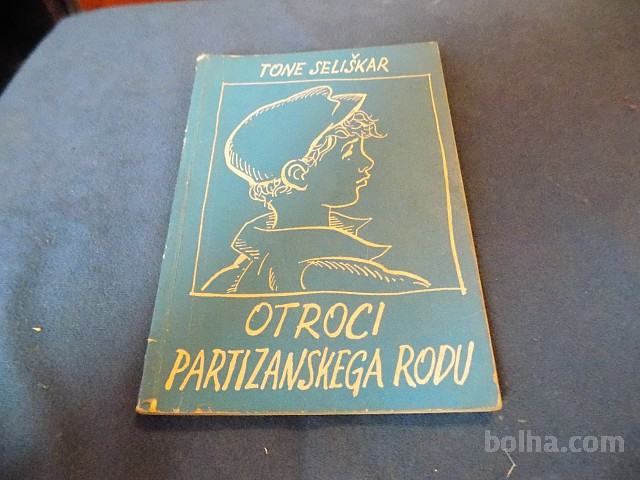 TONE SELIŠKAR
OTROCI
PARTIZANSKEGA RODU
bolha.com